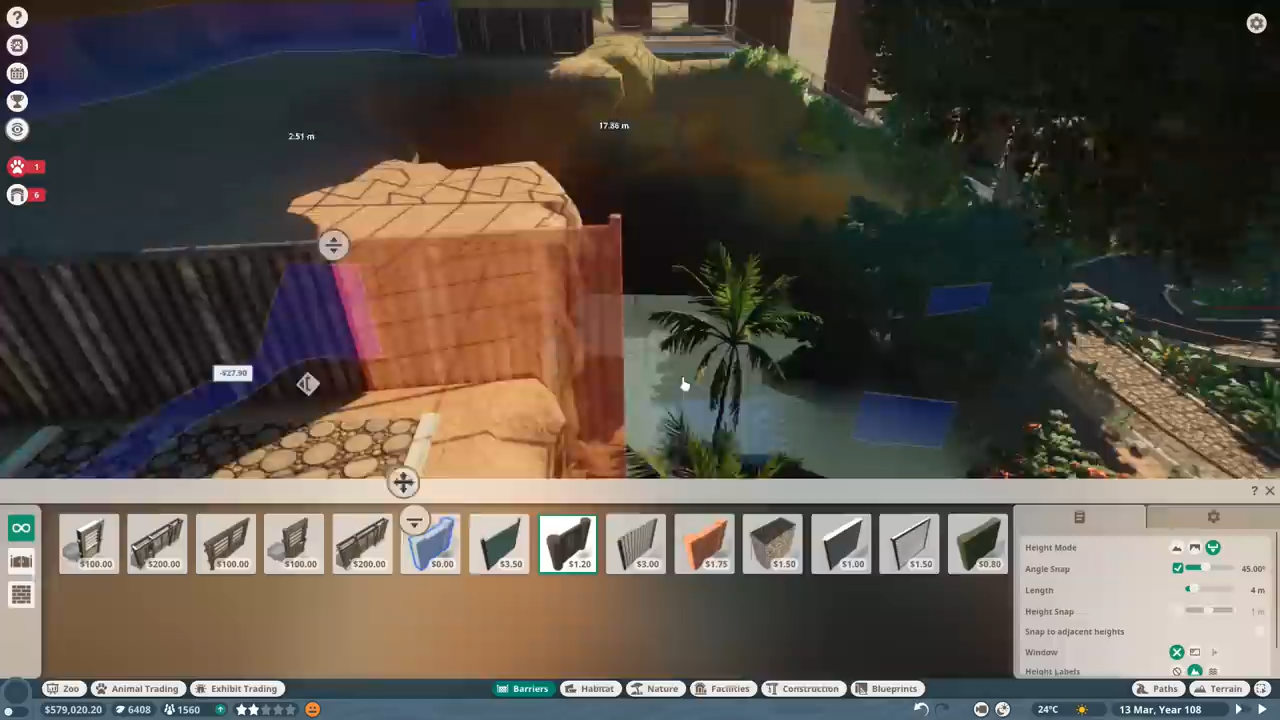 1
6
2.51 m
17.86 m
-$27.90
?
$100.00
$200.00
$100.00
$100.00
$200.00
$0.00
$3.50
$1.20
$3.00
$1.75
$1.50
$1.00
$1.50
$0.80
Height Mode
Angle Snap 45.00°
Length 4 m
Height Snap 1 m
Snap to adjacent heights
Window
Height Labels
Zoo
Animal Trading
Exhibit Trading
Barriers
Habitat
Nature
Facilities
Construction
Blueprints
Paths
Terrain
$579,020.20
6408
1560
24°C
13 Mar, Year 108